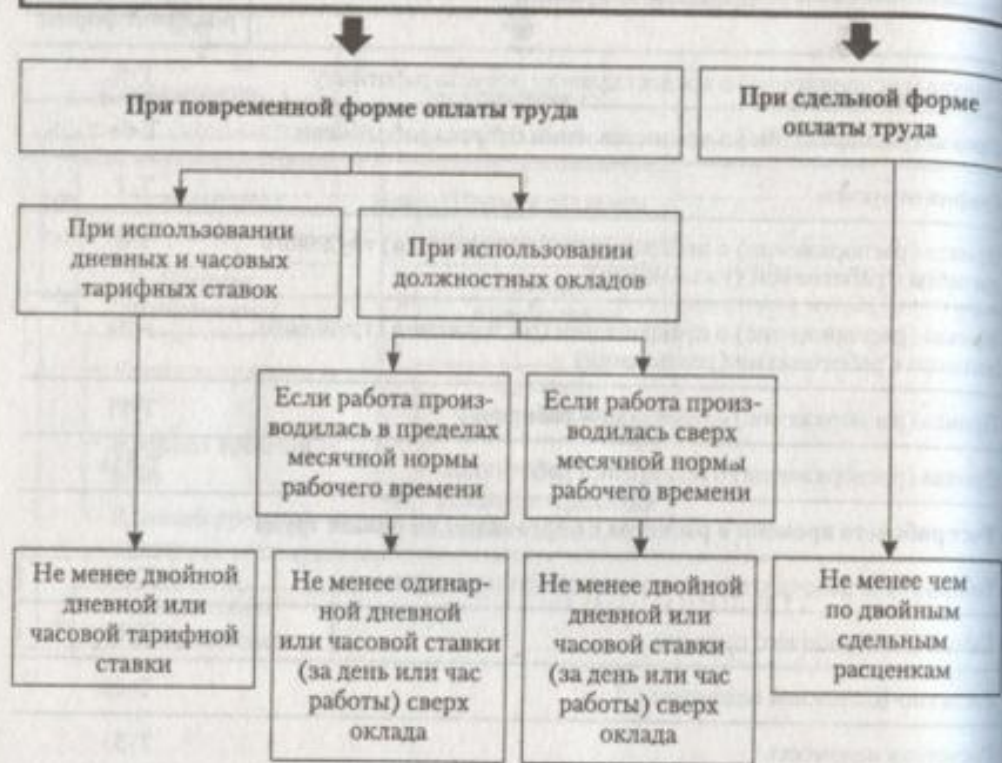 При повременной форме оплаты труда
При сдельной форме
оплаты труда
При использовании
дневных и часовых
тарифных ставок
При использовании
должностных окладов
Если работа произ-
водилась в пределах
месячной нормы
рабочего времени
Если работа произ-
водилась сверх
месячной нормы
рабочего времени
Не менее двойной
дневной или
часовой тарифной
ставки
Не менее одинар-
ной дневной
или часовой ставки
(за день или час
работы) сверх
оклада
Не менее двойной
дневной или
часовой ставки
(за день или час
работы) сверх
оклада
Не менее чем
по двойным
сдельным
расценкам